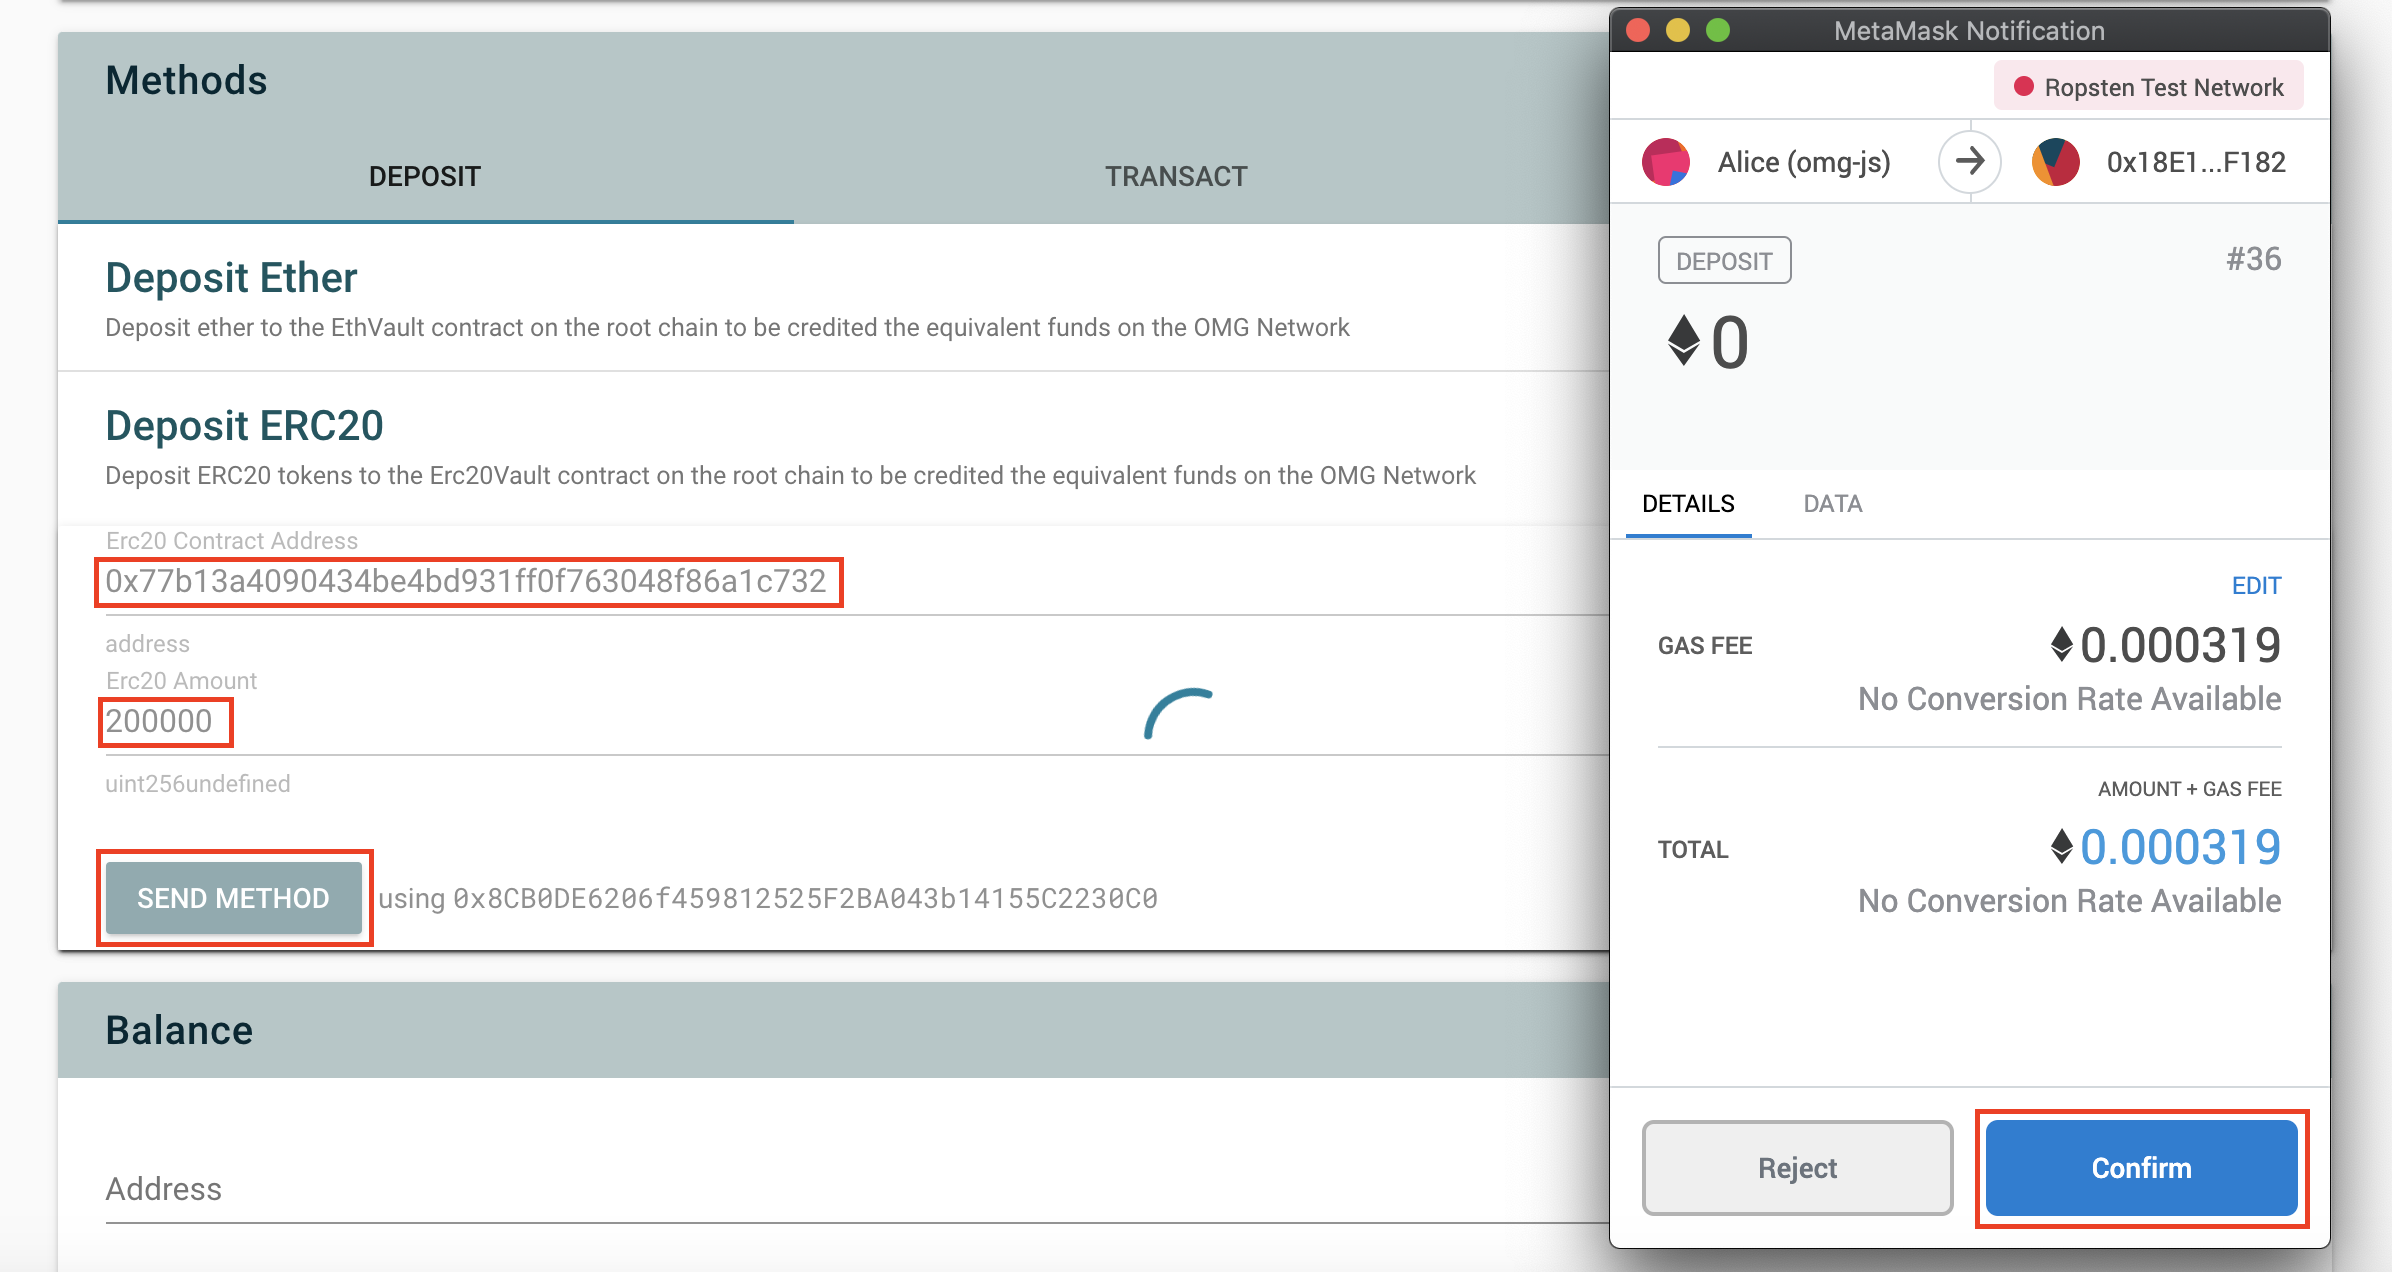 Methods
DEPOSIT
TRANSACT
Deposit Ether
Deposit ether to the EthVault contract on the root chain to be credited the equivalent funds on the OMG Network
Deposit ERC20
Deposit ERC20 tokens to the Erc20Vault contract on the root chain to be credited the equivalent funds on the OMG Network
Erc20 Contract Address
0x77b13a4090434be4bd931ff0f763048f86a1c732
address
Erc20 Amount
200000
uint256undefined
SEND METHOD using 0x8CB0DE6206f459812525F2BA043b14155C2230C0
Balance
Address
MetaMask Notification
Ropsten Test Network
Alice (omg-js) 0x18E1...F182
DEPOSIT #36
0
DETAILS DATA
EDIT
GAS FEE 0.000319
No Conversion Rate Available
AMOUNT + GAS FEE
TOTAL 0.000319
No Conversion Rate Available
Reject Confirm